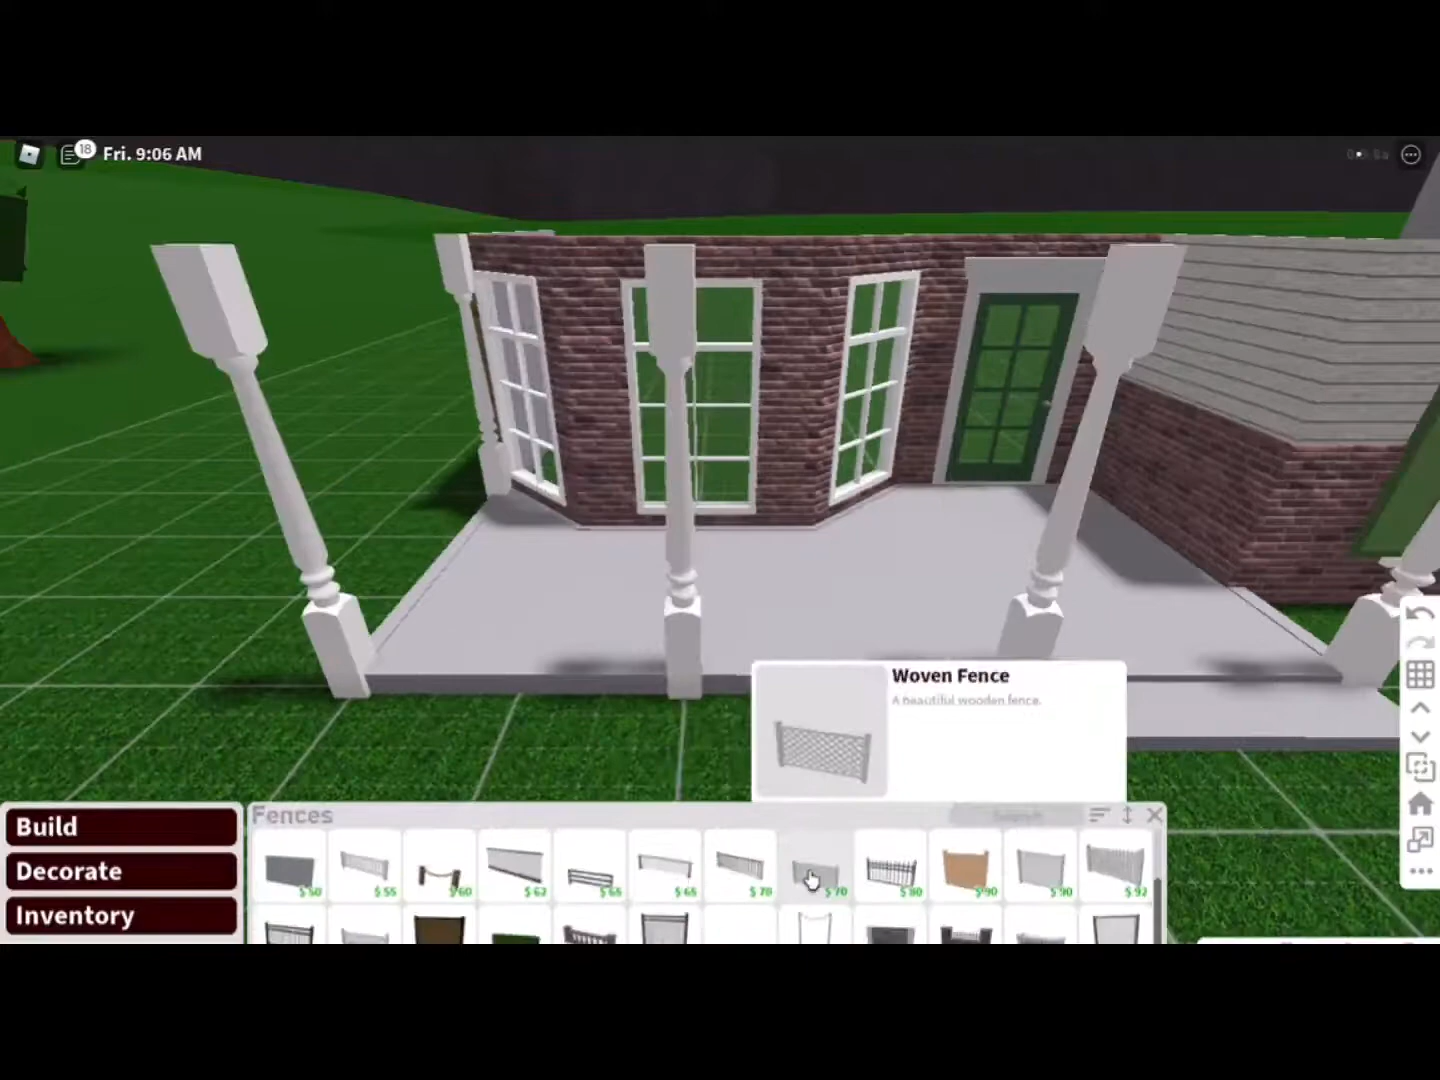 18
Fri. 9:06 AM
Woven Fence
A beautiful wooden fence.
Build
Decorate
Inventory
Fences
$50
$55
$60
$62
$65
$65
$70
$70
$80
$90
$90
$92